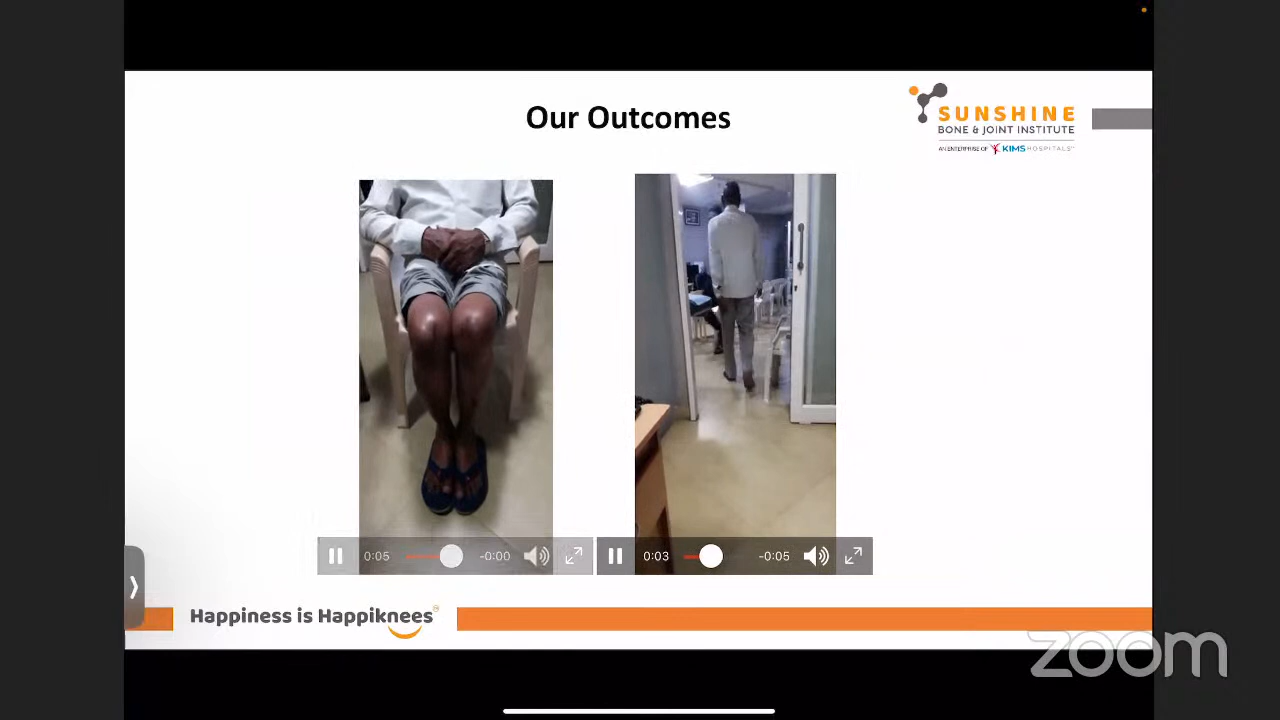 Our Outcomes
SUNSHINE
BONE & JOINT INSTITUTE
AN ENTERPRISE OF KIMS HOSPITALS
0:05
-0:00
0:03
-0:05
Happiness is Happiknees
zoom